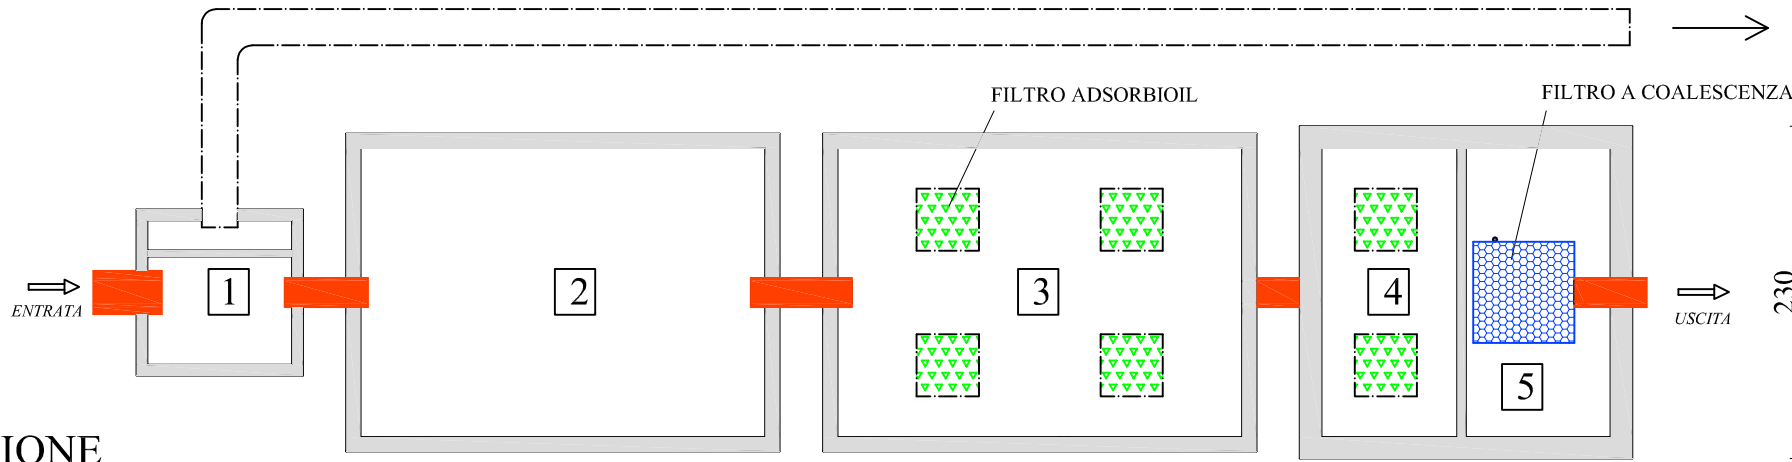 FILTRO ADSORBIOIL
FILTRO A COALESCENZA
ENTRATA
1
2
3
4
5
USCITA
230
IONE